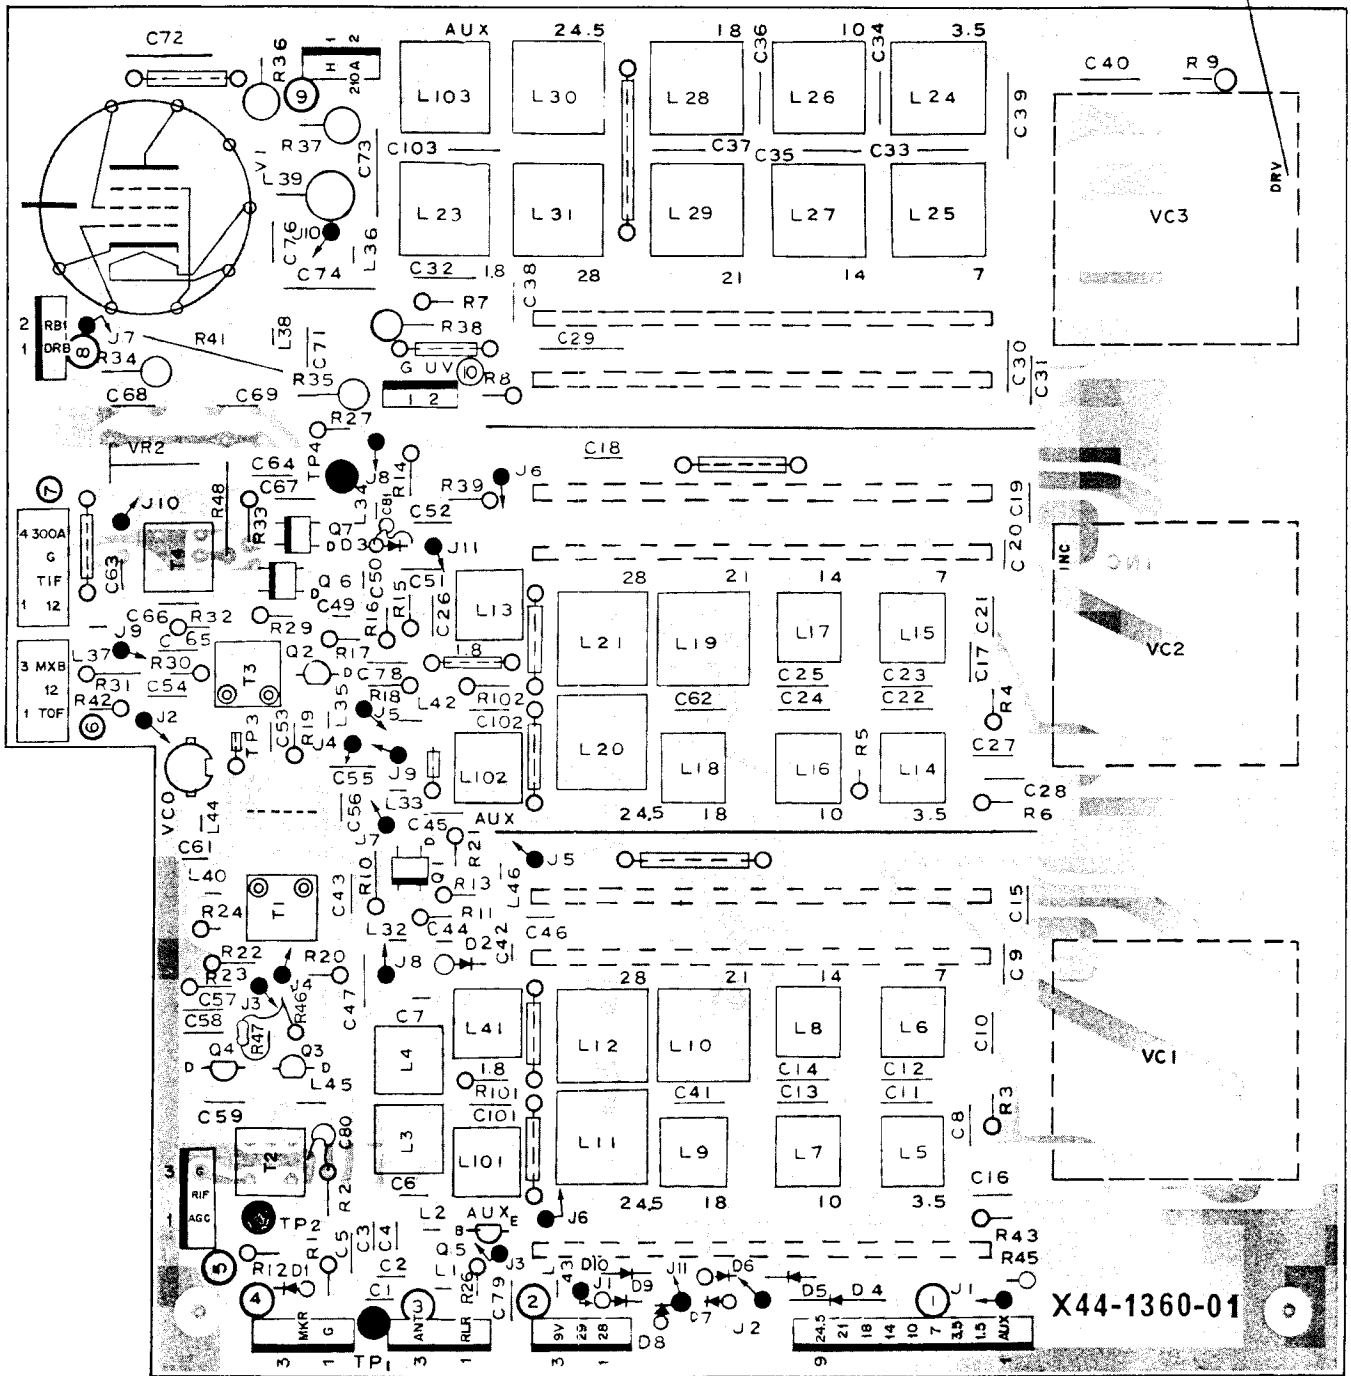 AUX 24.5 18 10 3.5
C72 R36 H 1 2 210A C36 C34 C40 R9
9 L103 L30 L28 L26 L24 C39
R37 C73 C103 C37 C35 C33
V1 L39 DRV
L23 L31 L29 L27 L25 VC3
C76 J10 L36
C74 C32 1.8 28 C38 21 14 7
R7
2 RB1 J7 R41 L38 C71 R38 C29
1 DRB 8 R34 G UV 10 R8 C30 C31
R35 1 2
C68 C69 R27
VR2 C64 TP4 J8 R14 C18
7 C67 L34 C81 R39 J6 C19
J10 R48 R33 Q7 C52
4 300A T4 D D3 J11 C20 INC
G
TIF C63 Q6 C50 C51 28 21 14 7
1 12 D L13
C66 R32 C49 R16 R15 C26 L21 L19 L17 L15 C21
J9 C65 R29
3 MXB L37 R30 T3 Q2 R17 1.8 C17 VC2
12 R31 C54 D C78 L42 R102 C62 C25 C23
1 TOF R42 R18 C102 C24 C22 R4
6 J2 TP3 C53 R19 L35 J5
J4 L20 R5 C27
C55 J9 L102 L18 L16 L14
VCO L44 C56 L33 24.5 18 10 3.5 C28
J7 C45 AUX R6
C61 D R21 J5
L40 R10 Q1 L46
T1 C43 R13 C15
R24 R11 C46
L32 C44 D2 C42
R22 R20 J8 C9
R23 J4 28 21 14 7
C57 J3 R46 C47 C7
C58 R47 L41 L12 L10 L8 L6 C10
Q4 Q3 L4 VC1
D D 1.8 C14 C12
L45 R101 C41 C13 C11
C59 C101 C8 R3
T2 C80 L3 L11 L9 L7 L5
3 G L101
RIF R2 C6 24.5 18 10 3.5 C16
1 AGC TP2 L2 AUX
B E J6
R1 C5 C3 C4 Q5 R43
5 R12 D1 C2 L1 J3 L43 D10 D9 J11 D6 R45
4 C1 3 R26 C79 2 J1 D7 J2 D5 D4 1 J1 X44-1360-01
MKR G ANT RLR 9V 29 28 D8 24.5 21 18 14 10 7 3.5 1.5 AUX
3 1 TP1 3 1 3 1 9 1